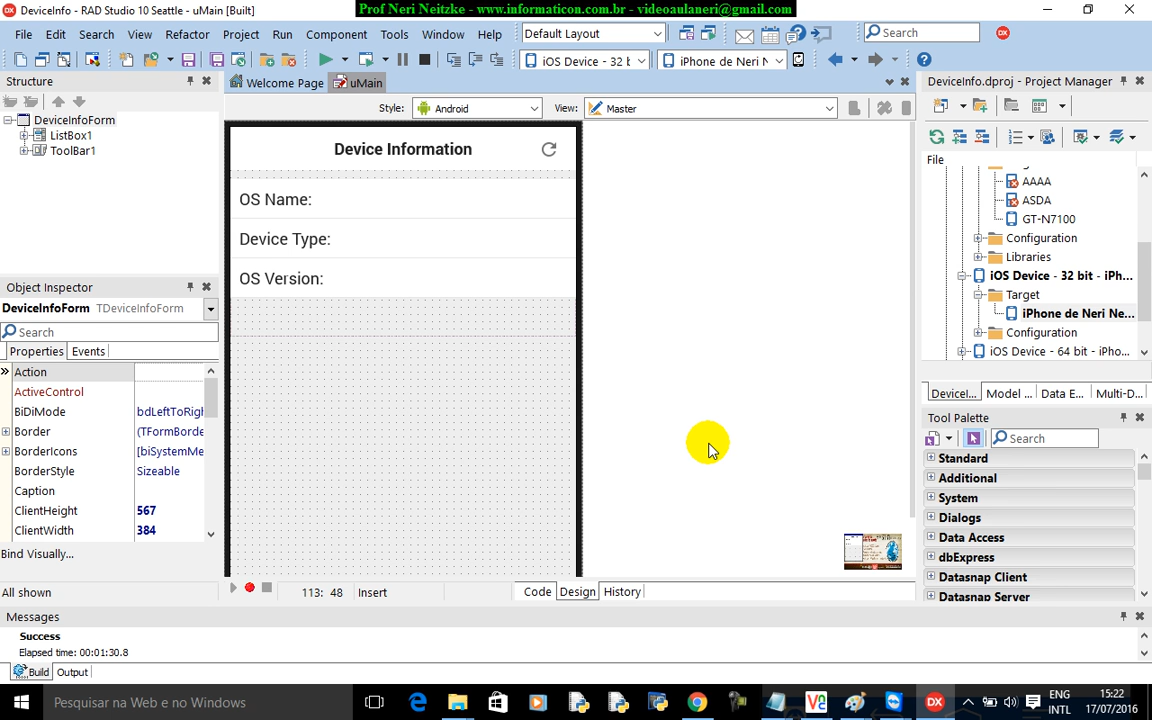 DeviceInfo - RAD Studio 10 Seattle - uMain [Built]
Prof Neri Neitzke - www.informaticon.com.br - videoaulaneri@gmail.com
File Edit Search View Refactor Project Run Component Tools Window Help
Default Layout
Search
iOS Device - 32 b
iPhone de Neri N
Structure
Welcome Page
uMain
DeviceInfo.dproj - Project Manager
Style:
Android
View:
Master
DeviceInfoForm
ListBox1
ToolBar1
Device Information
OS Name:
Device Type:
OS Version:
File
AAAA
ASDA
GT-N7100
Configuration
Libraries
iOS Device - 32 bit - iPh...
Target
iPhone de Neri Ne...
Configuration
iOS Device - 64 bit - iPho...
Object Inspector
DeviceInfoForm TDeviceInfoForm
Search
Properties Events
Action
ActiveControl
BiDiMode bdLeftToRigh
Border (TFormBorde
BorderIcons [biSystemMe
BorderStyle Sizeable
Caption
ClientHeight 567
ClientWidth 384
Bind Visually...
All shown
DeviceI... Model ... Data E... Multi-D...
Tool Palette
Search
Standard
Additional
System
Dialogs
Data Access
dbExpress
Datasnap Client
Datasnap Server
113: 48 Insert
Code Design History
Messages
Success
Elapsed time: 00:01:30.8
Build Output
Pesquisar na Web e no Windows
ENG
INTL
15:22
17/07/2016